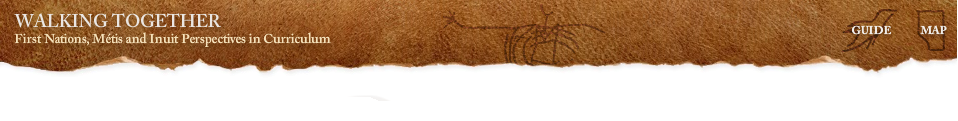 WALKING TOGETHER
First Nations, Métis and Inuit Perspectives in Curriculum
GUIDE MAP